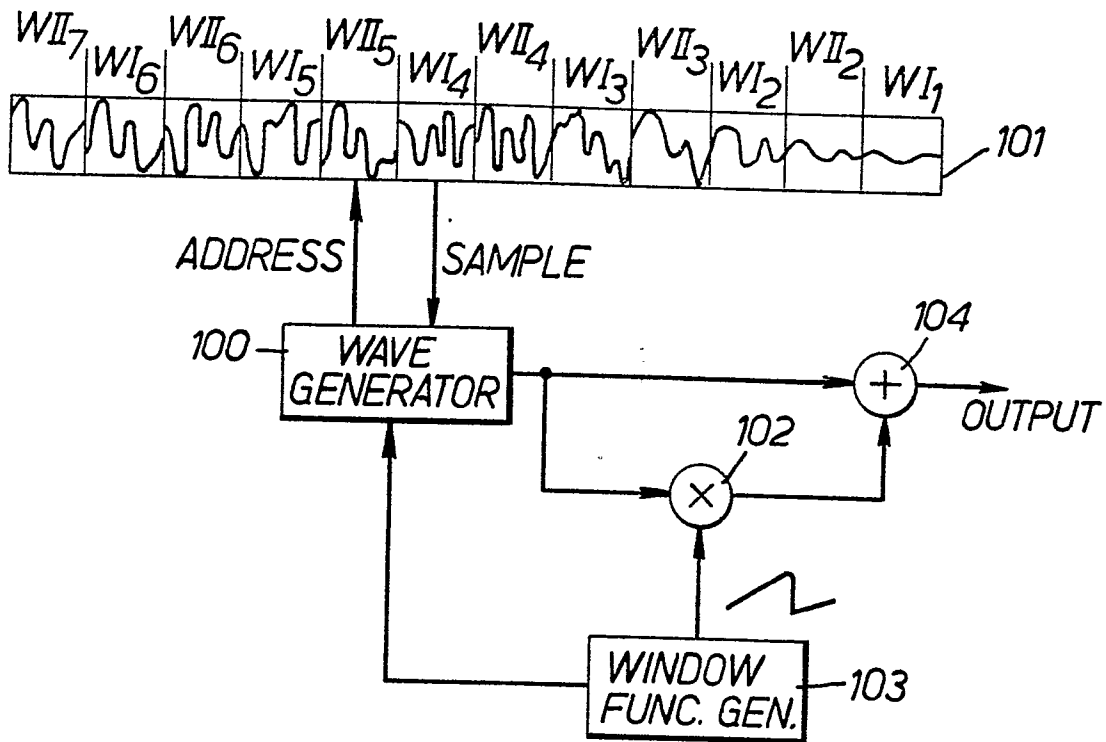 WII₇ WI₆ WII₆ WI₅ WII₅ WI₄ WII₄ WI₃ WII₃ WI₂ WII₂ WI₁
101
ADDRESS SAMPLE
100 WAVE
GENERATOR
104
+
OUTPUT
102
×
WINDOW
FUNC. GEN.
103